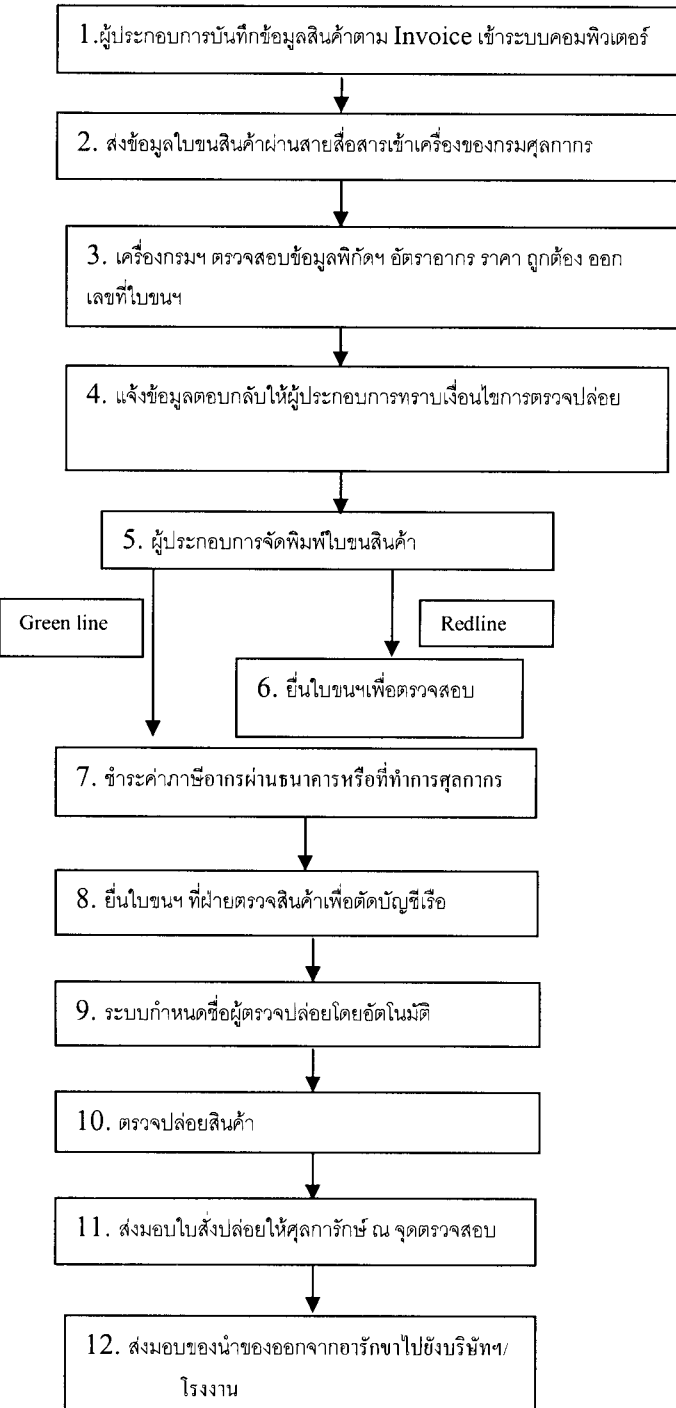 1.ผู้ประกอบการบันทึกข้อมูลสินค้าตาม Invoice เข้าระบบคอมพิวเตอร์
2. ส่งข้อมูลใบขนสินค้าผ่านสายสื่อสารเข้าเครื่องของกรมศุลกากร
3. เครื่องกรมฯ ตรวจสอบข้อมูลพิกัดฯ อัตราอากร ราคา ถูกต้อง ออก
เลขที่ใบขนฯ
4. แจ้งข้อมูลตอบกลับให้ผู้ประกอบการทราบเงื่อนไขการตรวจปล่อย
5. ผู้ประกอบการจัดพิมพ์ใบขนสินค้า
Green line
Redline
6. ยื่นใบขนฯเพื่อตรวจสอบ
7. ชำระค่าภาษีอากรผ่านธนาคารหรือที่ทำการศุลกากร
8. ยื่นใบขนฯ ที่ฝ่ายตรวจสินค้าเพื่อตัดบัญชีเรือ
9. ระบบกำหนดชื่อผู้ตรวจปล่อยโดยอัตโนมัติ
10. ตรวจปล่อยสินค้า
11. ส่งมอบใบสั่งปล่อยให้ศุลการักษ์ ณ จุดตรวจสอบ
12. ส่งมอบของนำของออกจากอารักขาไปยังบริษัทฯ/
โรงงาน